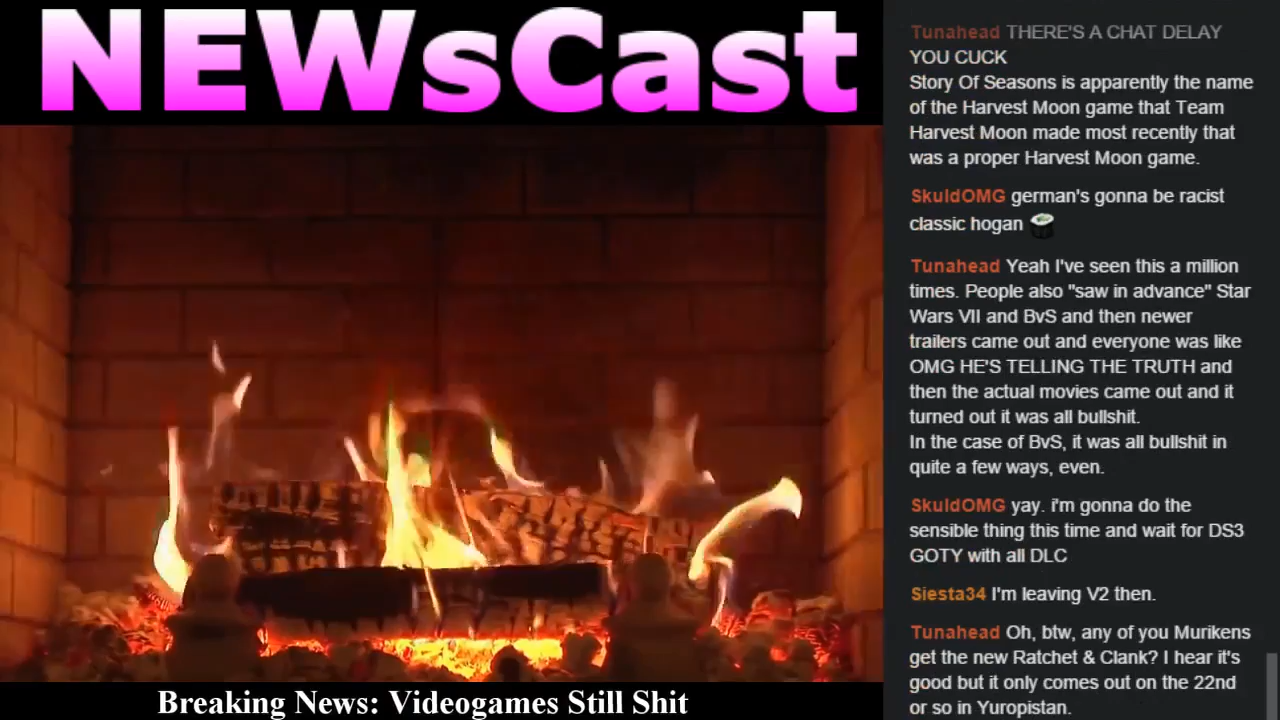 NEWsCast
Tunahead THERE'S A CHAT DELAY
YOU CUCK
Story Of Seasons is apparently the name
of the Harvest Moon game that Team
Harvest Moon made most recently that
was a proper Harvest Moon game.
SkuldOMG german's gonna be racist
classic hogan
Tunahead Yeah I've seen this a million
times. People also "saw in advance" Star
Wars VII and BvS and then newer
trailers came out and everyone was like
OMG HE'S TELLING THE TRUTH and
then the actual movies came out and it
turned out it was all bullshit.
In the case of BvS, it was all bullshit in
quite a few ways, even.
SkuldOMG yay. i'm gonna do the
sensible thing this time and wait for DS3
GOTY with all DLC
Siesta34 I'm leaving V2 then.
Tunahead Oh, btw, any of you Murikens
get the new Ratchet & Clank? I hear it's
good but it only comes out on the 22nd
or so in Yuropistan.
Breaking News: Videogames Still Shit